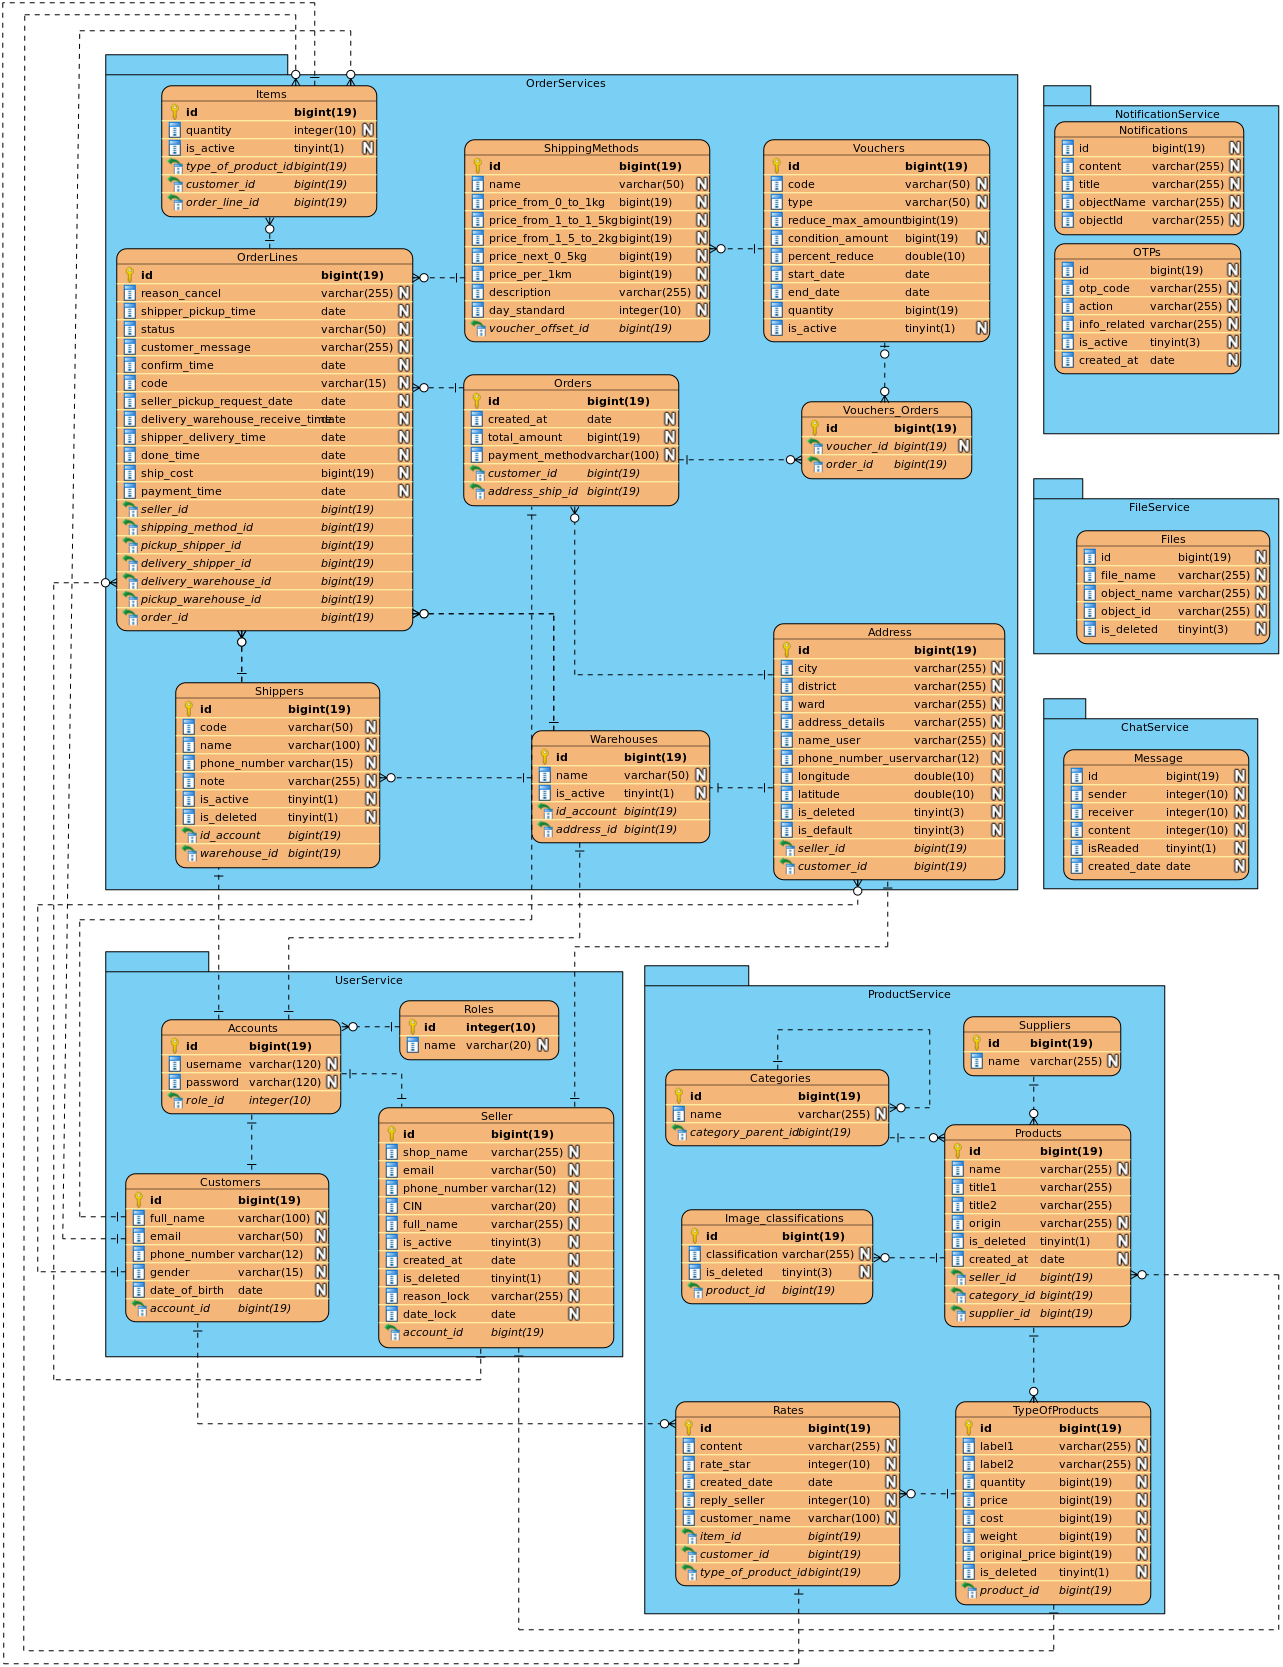 OrderServices
Items
id bigint(19)
quantity integer(10) N
is_active tinyint(1) N
type_of_product_id bigint(19)
customer_id bigint(19)
order_line_id bigint(19)
OrderLines
id bigint(19)
reason_cancel varchar(255) N
shipper_pickup_time date N
status varchar(50) N
customer_message varchar(255) N
confirm_time date N
code varchar(15) N
seller_pickup_request_date date N
delivery_warehouse_receive_time date N
shipper_delivery_time date N
done_time date N
ship_cost bigint(19) N
payment_time date N
seller_id bigint(19)
shipping_method_id bigint(19)
pickup_shipper_id bigint(19)
delivery_shipper_id bigint(19)
delivery_warehouse_id bigint(19)
pickup_warehouse_id bigint(19)
order_id bigint(19)
ShippingMethods
id bigint(19)
name varchar(50) N
price_from_0_to_1kg bigint(19) N
price_from_1_to_1_5kg bigint(19) N
price_from_1_5_to_2kg bigint(19) N
price_next_0_5kg bigint(19) N
price_per_1km bigint(19) N
description varchar(255) N
day_standard integer(10) N
voucher_offset_id bigint(19)
Vouchers
id bigint(19)
code varchar(50) N
type varchar(50) N
reduce_max_amount bigint(19)
condition_amount bigint(19) N
percent_reduce double(10)
start_date date
end_date date
quantity bigint(19)
is_active tinyint(1) N
Orders
id bigint(19)
created_at date N
total_amount bigint(19) N
payment_method varchar(100) N
customer_id bigint(19)
address_ship_id bigint(19)
Vouchers_Orders
id bigint(19)
voucher_id bigint(19) N
order_id bigint(19)
Shippers
id bigint(19)
code varchar(50) N
name varchar(100) N
phone_number varchar(15) N
note varchar(255) N
is_active tinyint(1) N
is_deleted tinyint(1) N
id_account bigint(19)
warehouse_id bigint(19)
Warehouses
id bigint(19)
name varchar(50) N
is_active tinyint(1) N
id_account bigint(19)
address_id bigint(19)
Address
id bigint(19)
city varchar(255) N
district varchar(255) N
ward varchar(255) N
address_details varchar(255) N
name_user varchar(255) N
phone_number_user varchar(12) N
longitude double(10) N
latitude double(10) N
is_deleted tinyint(3) N
is_default tinyint(3) N
seller_id bigint(19)
customer_id bigint(19)
NotificationService
Notifications
id bigint(19) N
content varchar(255) N
title varchar(255) N
objectName varchar(255) N
objectId varchar(255) N
OTPs
id bigint(19) N
otp_code varchar(255) N
action varchar(255) N
info_related varchar(255) N
is_active tinyint(3) N
created_at date N
FileService
Files
id bigint(19) N
file_name varchar(255) N
object_name varchar(255) N
object_id varchar(255) N
is_deleted tinyint(3) N
ChatService
Message
id bigint(19) N
sender integer(10) N
receiver integer(10) N
content integer(10) N
isReaded tinyint(1) N
created_date date N
UserService
Accounts
id bigint(19)
username varchar(120) N
password varchar(120) N
role_id integer(10)
Roles
id integer(10)
name varchar(20) N
Customers
id bigint(19)
full_name varchar(100) N
email varchar(50) N
phone_number varchar(12) N
gender varchar(15) N
date_of_birth date N
account_id bigint(19)
Seller
id bigint(19)
shop_name varchar(255) N
email varchar(50) N
phone_number varchar(12) N
CIN varchar(20) N
full_name varchar(255) N
is_active tinyint(3) N
created_at date N
is_deleted tinyint(1) N
reason_lock varchar(255) N
date_lock date N
account_id bigint(19)
ProductService
Categories
id bigint(19)
name varchar(255) N
category_parent_id bigint(19)
Suppliers
id bigint(19)
name varchar(255) N
Products
id bigint(19)
name varchar(255) N
title1 varchar(255)
title2 varchar(255)
origin varchar(255) N
is_deleted tinyint(1) N
created_at date N
seller_id bigint(19)
category_id bigint(19)
supplier_id bigint(19)
Image_classifications
id bigint(19)
classification varchar(255) N
is_deleted tinyint(3) N
product_id bigint(19)
Rates
id bigint(19)
content varchar(255) N
rate_star integer(10) N
created_date date N
reply_seller integer(10) N
customer_name varchar(100) N
item_id bigint(19)
customer_id bigint(19)
type_of_product_id bigint(19)
TypeOfProducts
id bigint(19)
label1 varchar(255) N
label2 varchar(255) N
quantity bigint(19) N
price bigint(19) N
cost bigint(19) N
weight bigint(19) N
original_price bigint(19) N
is_deleted tinyint(1) N
product_id bigint(19)